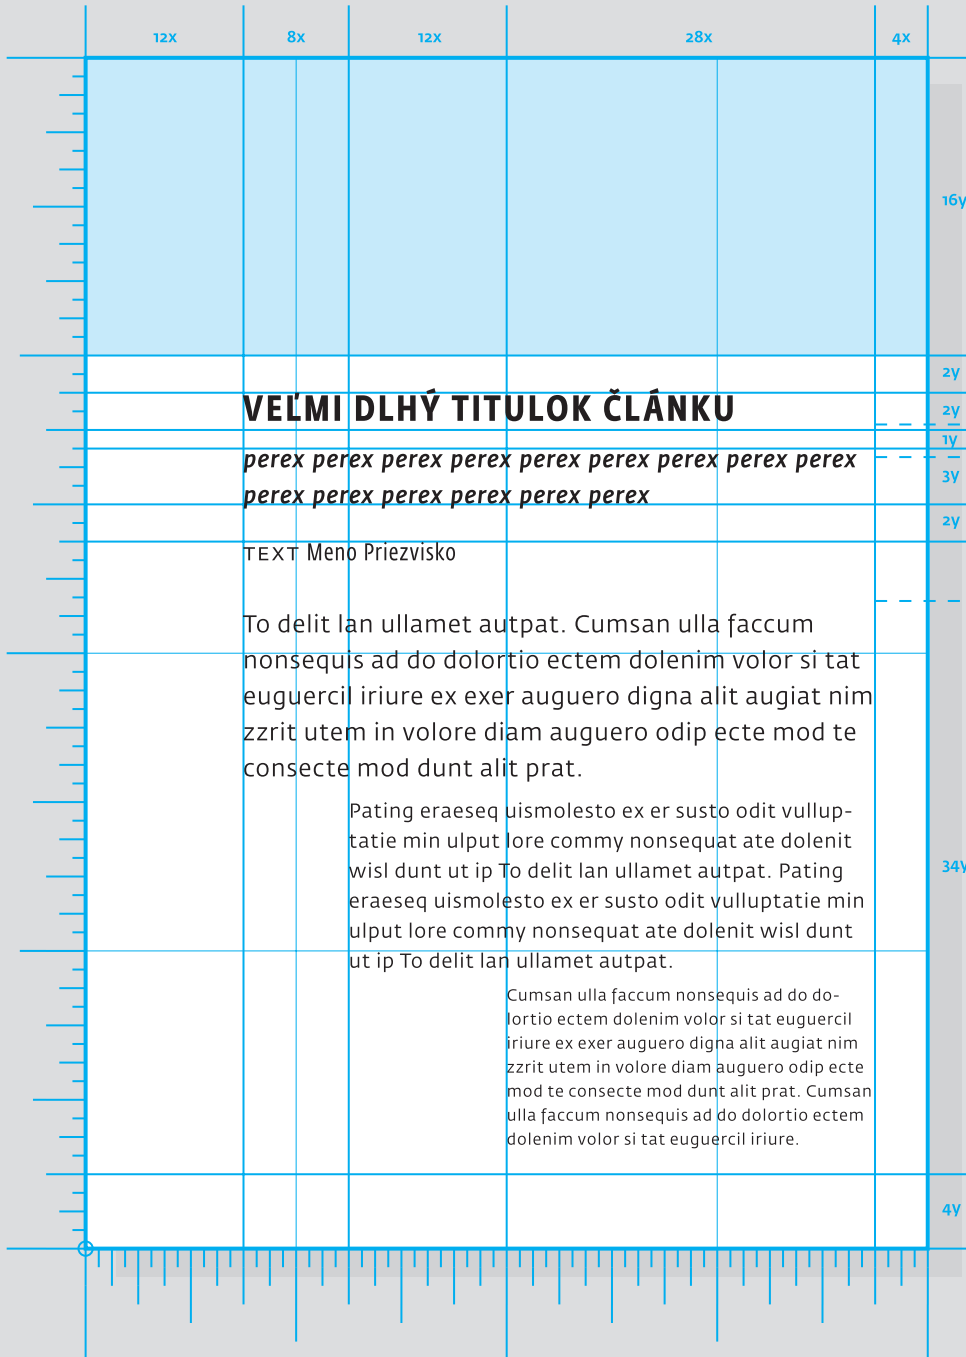 12x 8x 12x 28x 4x
16y
2y
VEĽMI DLHÝ TITULOK ČLÁNKU
2y
1y
perex perex perex perex perex perex perex perex perex
3y
perex perex perex perex perex perex
2y
TEXT Meno Priezvisko
To delit lan ullamet autpat. Cumsan ulla faccum
nonsequis ad do dolortio ectem dolenim volor si tat
euguercil iriure ex exer auguero digna alit augiat nim
zzrit utem in volore diam auguero odip ecte mod te
consecte mod dunt alit prat.
Pating eraeseq uismolesto ex er susto odit vullup-
tatie min ulput lore commy nonsequat ate dolenit
wisl dunt ut ip To delit lan ullamet autpat. Pating
34y
eraeseq uismolesto ex er susto odit vulluptatie min
ulput lore commy nonsequat ate dolenit wisl dunt
ut ip To delit lan ullamet autpat.
Cumsan ulla faccum nonsequis ad do do-
lortio ectem dolenim volor si tat euguercil
iriure ex exer auguero digna alit augiat nim
zzrit utem in volore diam auguero odip ecte
mod te consecte mod dunt alit prat. Cumsan
ulla faccum nonsequis ad do dolortio ectem
dolenim volor si tat euguercil iriure.
4y